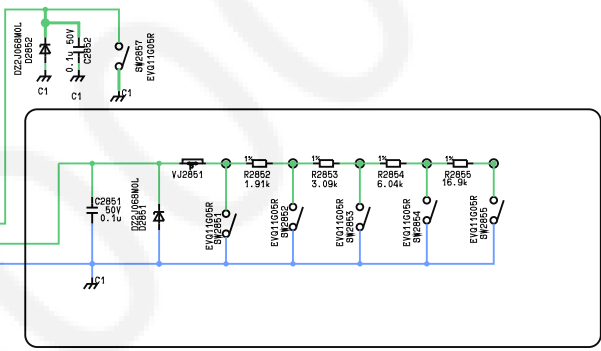 DZ2J068M0L
D2852
0.1u 50V
C2852
SW2857
EVQ11G05R
C1
C1
C1
1%
1%
1%
1%
VJ2851
R2852
1.91k
R2853
3.09k
R2854
6.04k
R2855
16.9k
C2851
50V
0.1u
DZ2J068M0L
D2851
EVQ11G05R
SW2851
EVQ11G05R
SW2852
EVQ11G05R
SW2853
EVQ11G05R
SW2854
EVQ11G05R
SW2855
C1